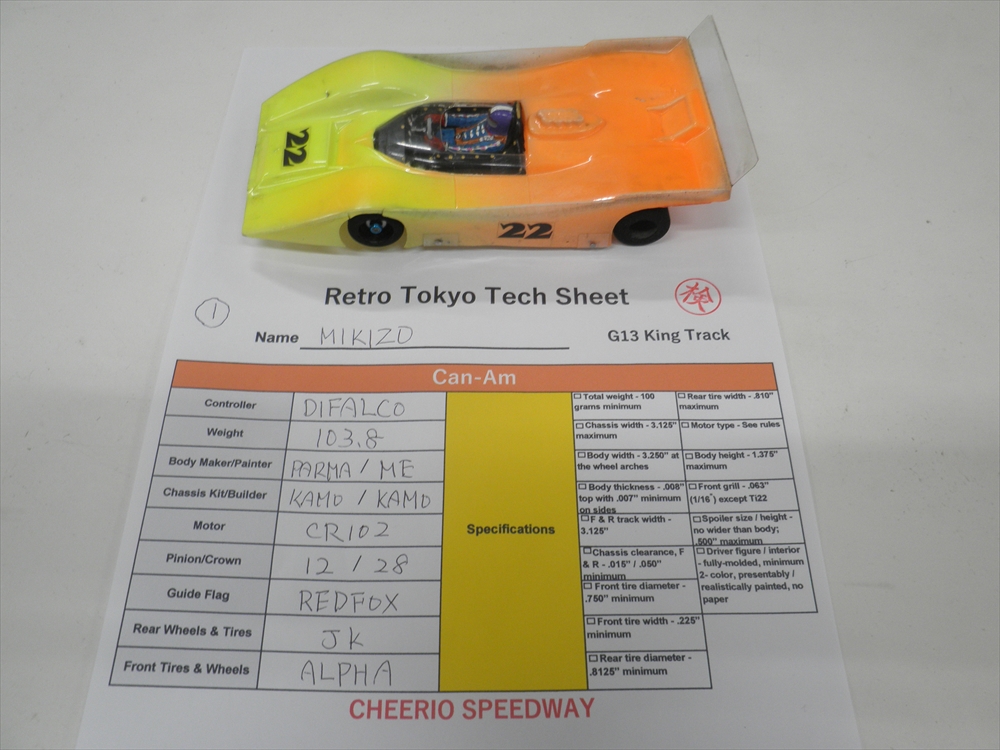 22
22
Retro Tokyo Tech Sheet
1
Name MIKIZO
G13 King Track
Can-Am
Controller DIFALCO
Weight 103.8
Body Maker/Painter PARMA / ME
Chassis Kit/Builder KAMO / KAMO
Motor CR102
Pinion/Crown 12 / 28
Guide Flag REDFOX
Rear Wheels & Tires JK
Front Tires & Wheels ALPHA
Specifications
Total weight - 100
grams minimum
Rear tire width - .810"
maximum
Chassis width - 3.125"
maximum
Motor type - See rules
Body width - 3.250" at
the wheel arches
Body height - 1.375"
maximum
Body thickness - .008"
top with .007" minimum
on sides
Front grill - .063"
(1/16") except Ti22
F & R track width -
3.125"
Spoiler size / height -
no wider than body;
.500" maximum
Chassis clearance, F
& R - .015" / .050"
minimum
Driver figure / interior
- fully-molded, minimum
2- color, presentably /
realistically painted, no
paper
Front tire diameter -
.750" minimum
Front tire width - .225"
minimum
Rear tire diameter -
.8125" minimum
CHEERIO SPEEDWAY